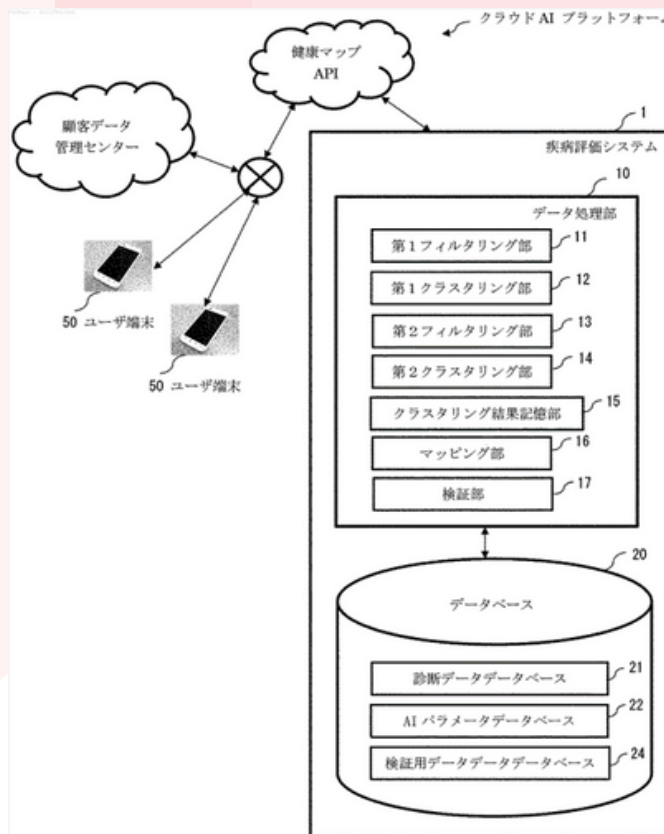 クラウド AI プラットフォーム
健康マップ
API
顧客データ
管理センター
1
疾病評価システム
10
データ処理部
第1フィルタリング部
11
第1クラスタリング部
12
第2フィルタリング部
13
第2クラスタリング部
14
クラスタリング結果記憶部
15
マッピング部
16
検証部
17
50 ユーザ端末
50 ユーザ端末
20
データベース
診断データデータベース
21
AI パラメータデータベース
22
検証用データデータデータベース
24